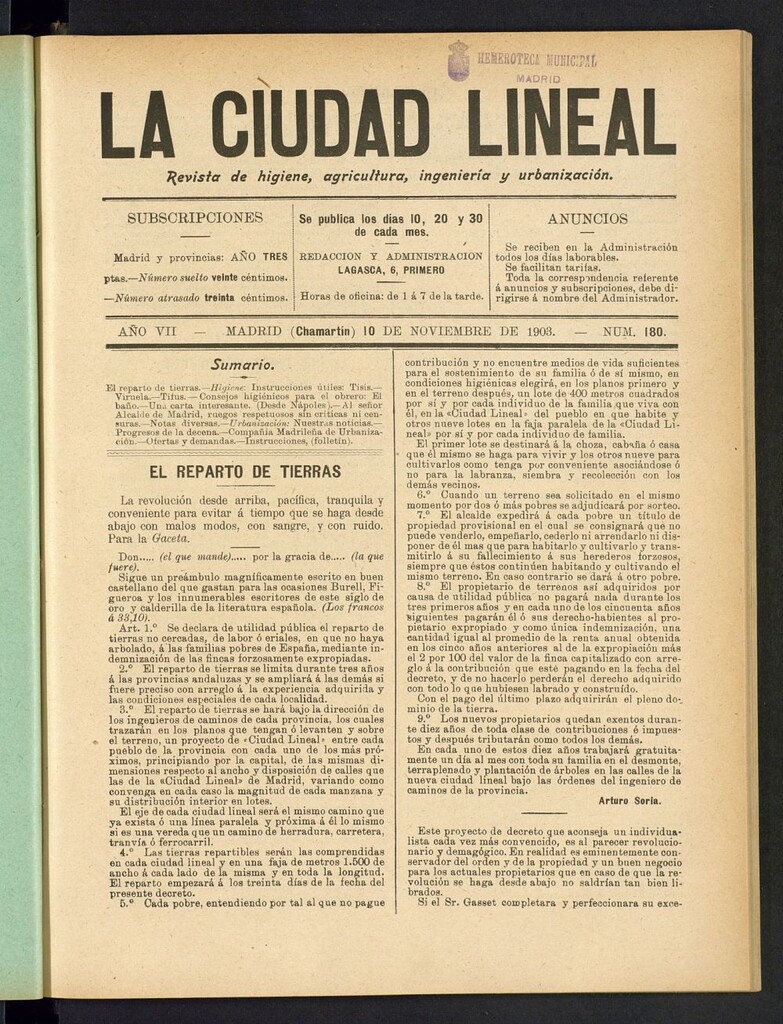 HEMEROTECA MUNICIPAL
MADRID
LA CIUDAD LINEAL
Revista de higiene, agricultura, ingeniería y urbanización.
SUBSCRIPCIONES
Madrid y provincias: AÑO TRES
ptas.—Número suelto veinte céntimos.
—Número atrasado treinta céntimos.
Se publica los dias 10, 20 y 30
de cada mes.
REDACCION Y ADMINISTRACION
LAGASCA, 6, PRIMERO
Horas de oficina: de 1 á 7 de la tarde.
ANUNCIOS
Se reciben en la Administración
todos los días laborables.
Se facilitan tarifas.
Toda la correspondencia referente
á anuncios y subscripciones, debe di-
rigirse á nombre del Administrador.
AÑO VII — MADRID (Chamartin) 10 DE NOVIEMBRE DE 1903. — NUM. 180.
Sumario.
El reparto de tierras.—Higiene: Instrucciones útiles: Tisis.—
Viruela.—Tifus.—Consejos higiénicos para el obrero: El
baño.—Una carta interesante. (Desde Nápoles).—Al señor
Alcalde de Madrid, ruegos respetuosos sin críticas ni cen-
suras.—Notas diversas.—Urbanización: Nuestras noticias.—
Progresos de la decena.—Compañia Madrileña de Urbaniza-
ción.—Ofertas y demandas.—Instrucciones, (folletín).
EL REPARTO DE TIERRAS
La revolución desde arriba, pacífica, tranquila y
conveniente para evitar á tiempo que se haga desde
abajo con malos modos, con sangre, y con ruido.
Para la Gaceta.
Don..... (el que mande)..... por la gracia de..... (la que
fuere).
Sigue un preámbulo magníficamente escrito en buen
castellano del que gastan para las ocasiones Burell, Fi-
gueroa y los innumerables escritores de este siglo de
oro y calderilla de la literatura española. (Los francos
á 33,10).
Art. 1.º Se declara de utilidad pública el reparto de
tierras no cercadas, de labor ó eriales, en que no haya
arbolado, á las familias pobres de España, mediante in-
demnización de las fincas forzosamente expropiadas.
2.º El reparto de tierra se limita durante tres años
á las provincias andaluzas y se ampliará á las demás si
fuere preciso con arreglo á la experiencia adquirida y
las condiciones especiales de cada localidad.
3.º El reparto de tierras se hará bajo la dirección de
los ingenieros de caminos de cada provincia, los cuales
trazarán en los planos que tengan ó levanten y sobre
el terreno, un proyecto de «Ciudad Lineal» entre cada
pueblo de la provincia con cada uno de los más pró-
ximos, principiando por la capital, de las mismas di-
mensiones respecto al ancho y disposición de calles que
las de la «Ciudad Lineal» de Madrid, variando como
convenga en cada caso la magnitud de cada manzana y
su distribución interior en lotes.
El eje de cada ciudad lineal será el mismo camino que
ya exista ó una línea paralela y próxima á él lo mismo
si es una vereda que un camino de herradura, carretera,
tranvía ó ferrocarril.
4.º Las tierras repartibles serán las comprendidas
en cada ciudad lineal y en una faja de metros 1.500 de
ancho á cada lado de la misma y en toda la longitud.
El reparto empezará á los treinta días de la fecha del
presente decreto.
5.º Cada pobre, entendiendo por tal al que no pague
contribución y no encuentre medios de vida suficientes
para el sostenimiento de su familia ó de sí mismo, en
condiciones higiénicas elegirá, en los planos primero y
en el terreno después, un lote de 400 metros cuadrados
por sí y por cada individuo de la familia que viva con
él, en la «Ciudad Lineal» del pueblo en que habite y
otros nueve lotes en la faja paralela de la «Ciudad Li-
neal» por sí y por cada individuo de familia.
El primer lote se destinará á la choza, cabaña ó casa
que él mismo se haga para vivir y los otros nueve para
cultivarlos como tenga por conveniente asociándose ó
no para la labranza, siembra y recolección con los
demás vecinos.
6.º Cuando un terreno sea solicitado en el mismo
momento por dos ó más pobres se adjudicará por sorteo.
7.º El alcalde expedirá á cada pobre un título de
propiedad provisional en el cual se consignará que no
puede venderlo, empeñarlo, cederlo ni arrendarlo ni dis-
poner de él mas que para habitarlo y cultivarlo y trans-
mitirlo á su fallecimiento á sus herederos forzosos,
siempre que éstos continúen habitando y cultivando el
mismo terreno. En caso contrario se dará á otro pobre.
8.º El propietario de terrenos así adquiridos por
causa de utilidad pública no pagará nada durante los
tres primeros años y en cada uno de los cincuenta años
siguientes pagarán él ó sus derecho-habientes al pro-
pietario expropiado y como única indemnización, una
cantidad igual al promedio de la renta anual obtenida
en los cinco años anteriores al de la expropiación más
el 2 por 100 del valor de la finca capitalizado con arre-
glo á la contribución que esté pagando en la fecha del
decreto, y de no hacerlo perderán el derecho adquirido
con todo lo que hubiesen labrado y construído.
Con el pago del último plazo adquirirán el pleno do-
minio de la tierra.
9.º Los nuevos propietarios quedan exentos duran-
te diez años de toda clase de contribuciones é impues-
tos y después tributarán como todos los demás.
En cada uno de estos diez años trabajará gratuita-
mente un día al mes con toda su familia en el desmonte,
terraplenado y plantación de árboles en las calles de la
nueva ciudad lineal bajo las órdenes del ingeniero de
caminos de la provincia.
Arturo Soria.
Este proyecto de decreto que aconseja un individua-
lista cada vez más convencido, es al parecer revolucio-
nario y demagógico. En realidad es eminentemente con-
servador del orden y de la propiedad y un buen negocio
para los actuales propietarios que en caso de que la re-
volución se haga desde abajo no saldrían tan bien li-
brados.
Si el Sr. Gasset completara y perfeccionara su exce-